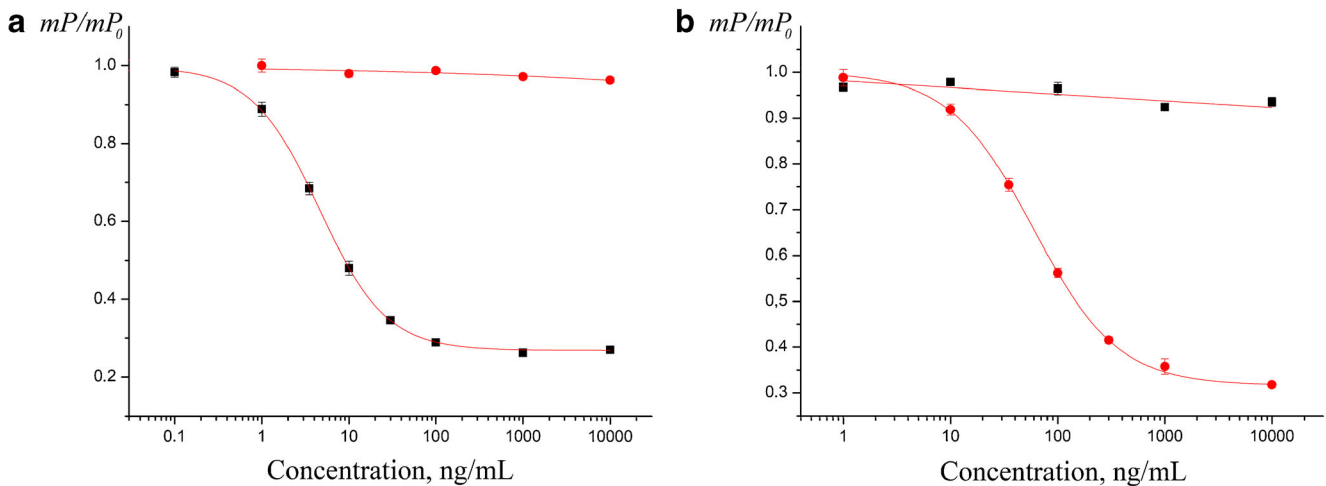 a mP/mP0
1.0
0.8
0.6
0.4
0.2
0.1 1 10 100 1000 10000
Concentration, ng/mL
b mP/mP0
1,0
0,9
0,8
0,7
0,6
0,5
0,4
0,3
1 10 100 1000 10000
Concentration, ng/mL